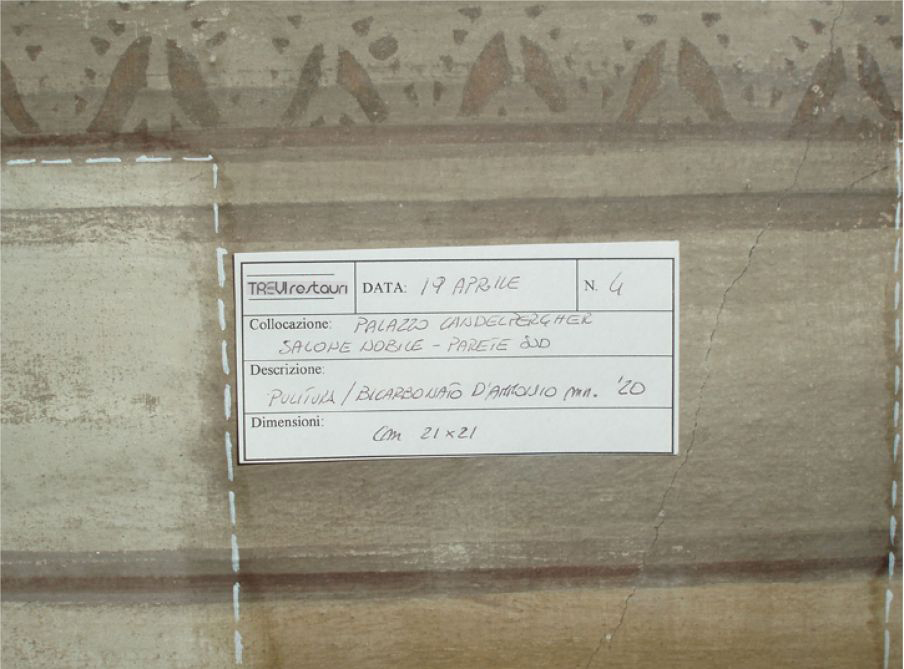 TREVIrestauri DATA: 19 APRILE N. 4
Collocazione: PALAZZO CANDELPERGHER
SALONE NOBILE - PARETE SUD
Descrizione:
PULITURA / BICARBONATO D'AMMONIO min. '20
Dimensioni:
cm 21x21